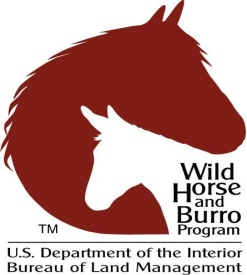 Wild
Horse
and
Burro
Program
TM
U.S. Department of the Interior
Bureau of Land Management